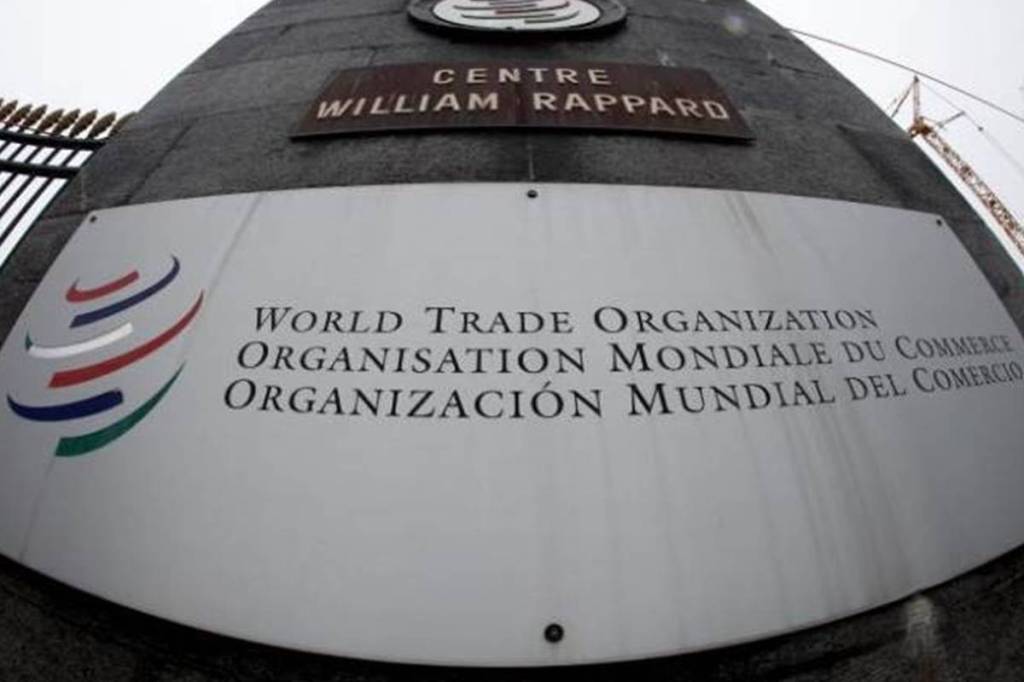 CENTRE
WILLIAM RAPPARD
WORLD TRADE ORGANIZATION
ORGANISATION MONDIALE DU COMMERCE
ORGANIZACIÓN MUNDIAL DEL COMERCIO